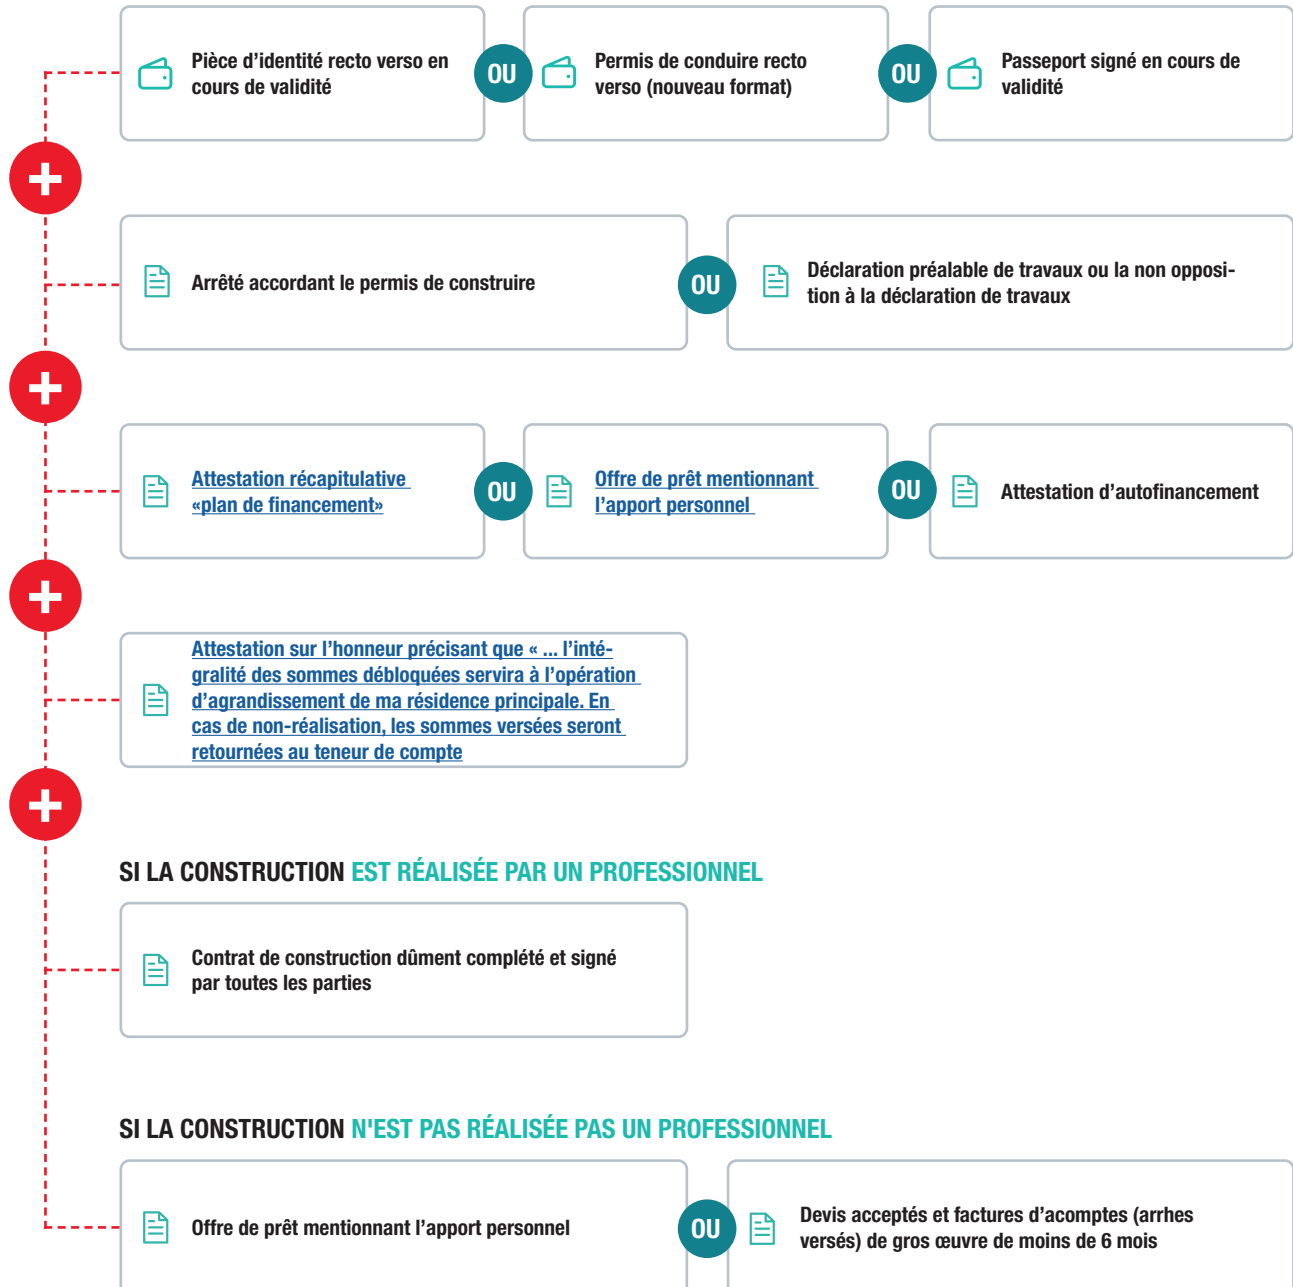 Pièce d’identité recto verso en
cours de validité
OU
Permis de conduire recto
verso (nouveau format)
OU
Passeport signé en cours de
validité
Arrêté accordant le permis de construire
OU
Déclaration préalable de travaux ou la non opposi-
tion à la déclaration de travaux
Attestation récapitulative
«plan de financement»
OU
Offre de prêt mentionnant
l’apport personnel
OU
Attestation d’autofinancement
Attestation sur l’honneur précisant que « ... l’inté-
gralité des sommes débloquées servira à l’opération
d’agrandissement de ma résidence principale. En
cas de non-réalisation, les sommes versées seront
retournées au teneur de compte
SI LA CONSTRUCTION EST RÉALISÉE PAR UN PROFESSIONNEL
Contrat de construction dûment complété et signé
par toutes les parties
SI LA CONSTRUCTION N'EST PAS RÉALISÉE PAS UN PROFESSIONNEL
Offre de prêt mentionnant l’apport personnel
OU
Devis acceptés et factures d’acomptes (arrhes
versés) de gros œuvre de moins de 6 mois